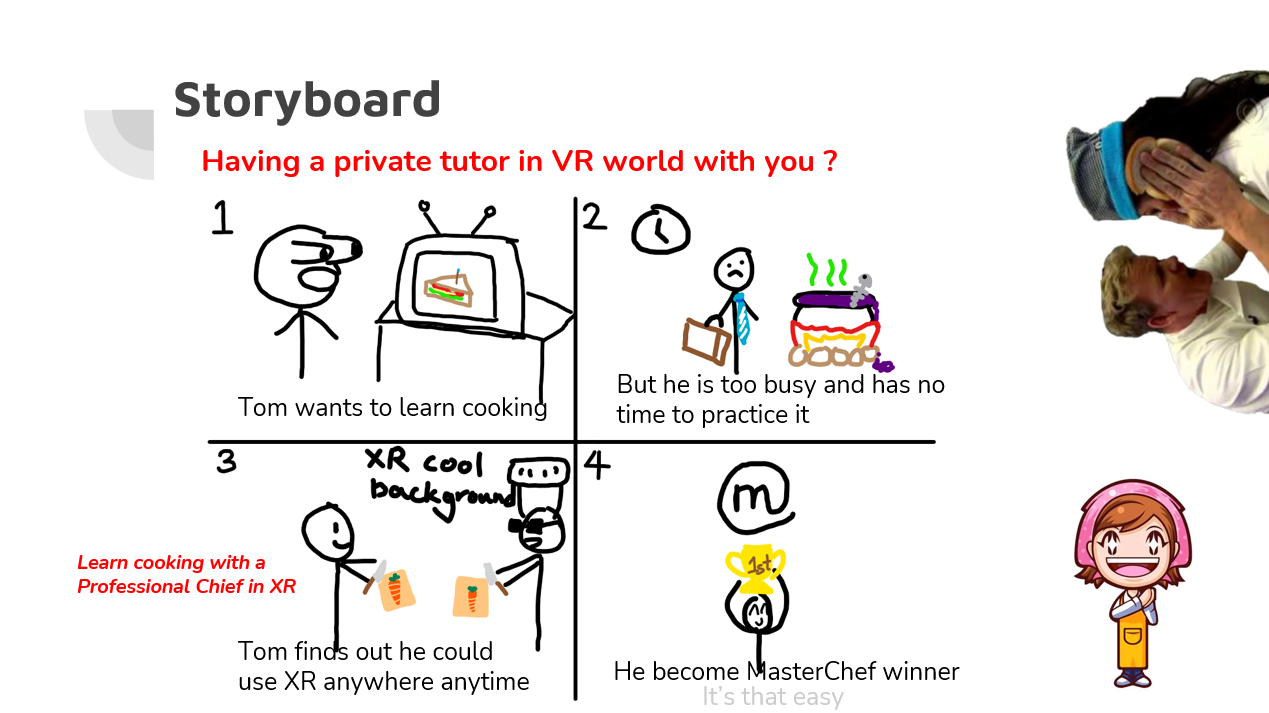 Storyboard
Having a private tutor in VR world with you ?
1
2
Tom wants to learn cooking
But he is too busy and has no
time to practice it
3
XR cool
background
4
m
1st
Learn cooking with a
Professional Chief in XR
Tom finds out he could
use XR anywhere anytime
He become MasterChef winner
It's that easy